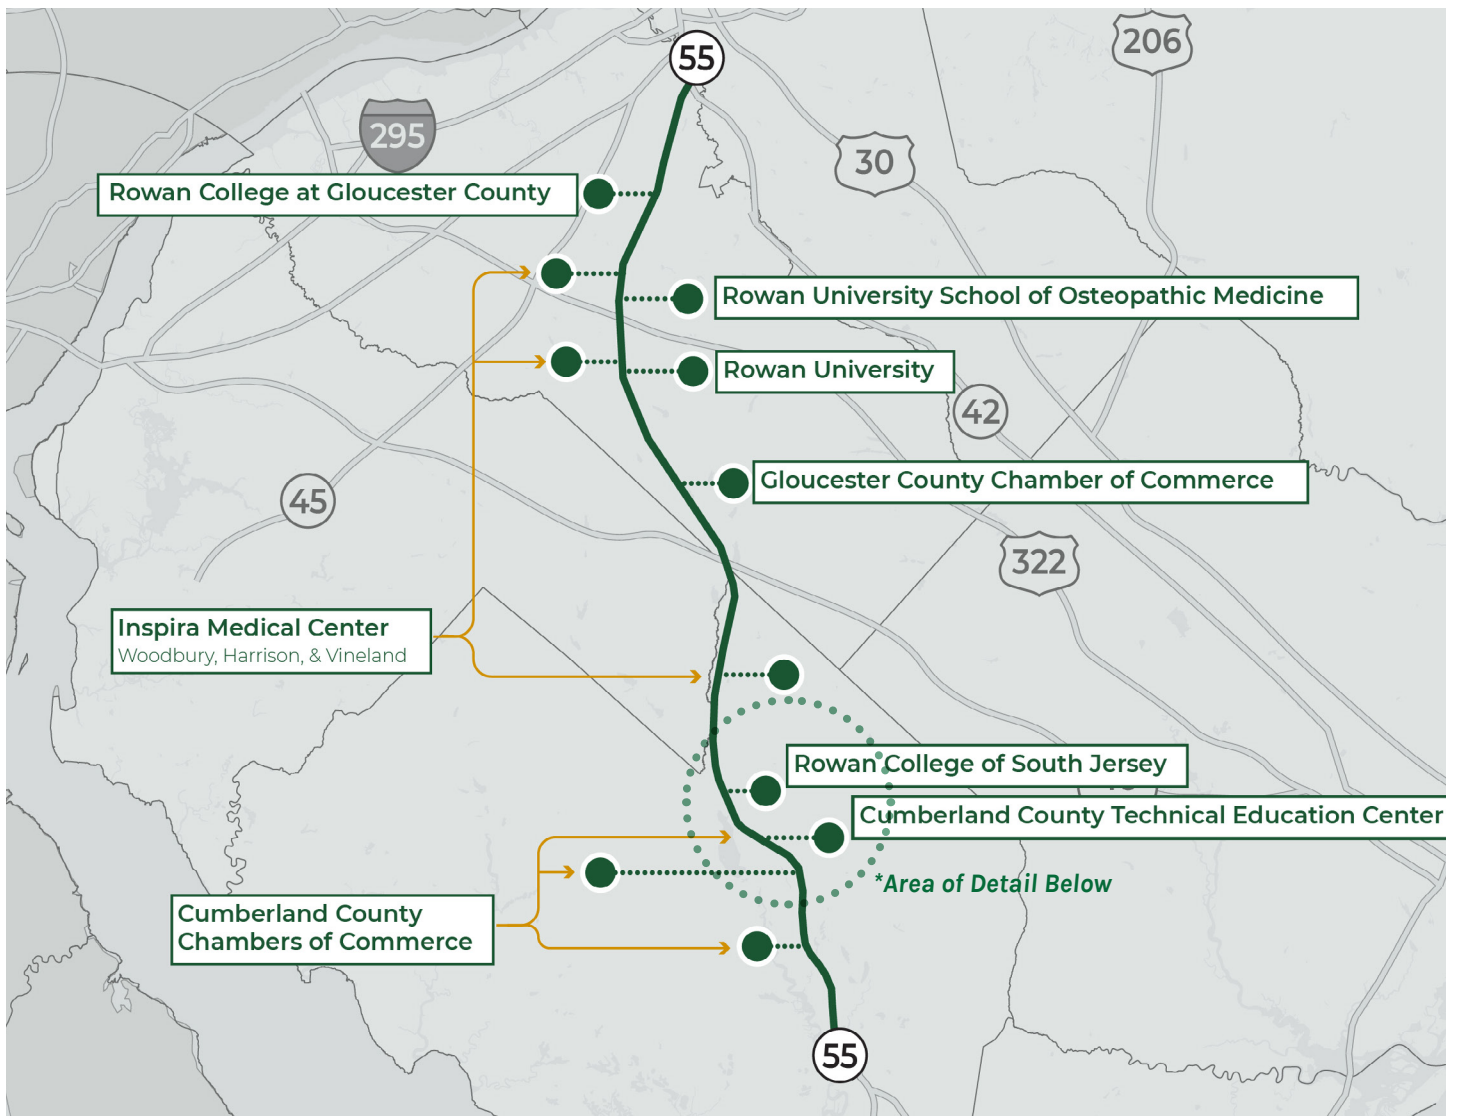 55
206
295
30
Rowan College at Gloucester County
Rowan University School of Osteopathic Medicine
Rowan University
42
Gloucester County Chamber of Commerce
45
322
Inspira Medical Center
Woodbury, Harrison, & Vineland
Rowan College of South Jersey
Cumberland County Technical Education Center
*Area of Detail Below
Cumberland County
Chambers of Commerce
55